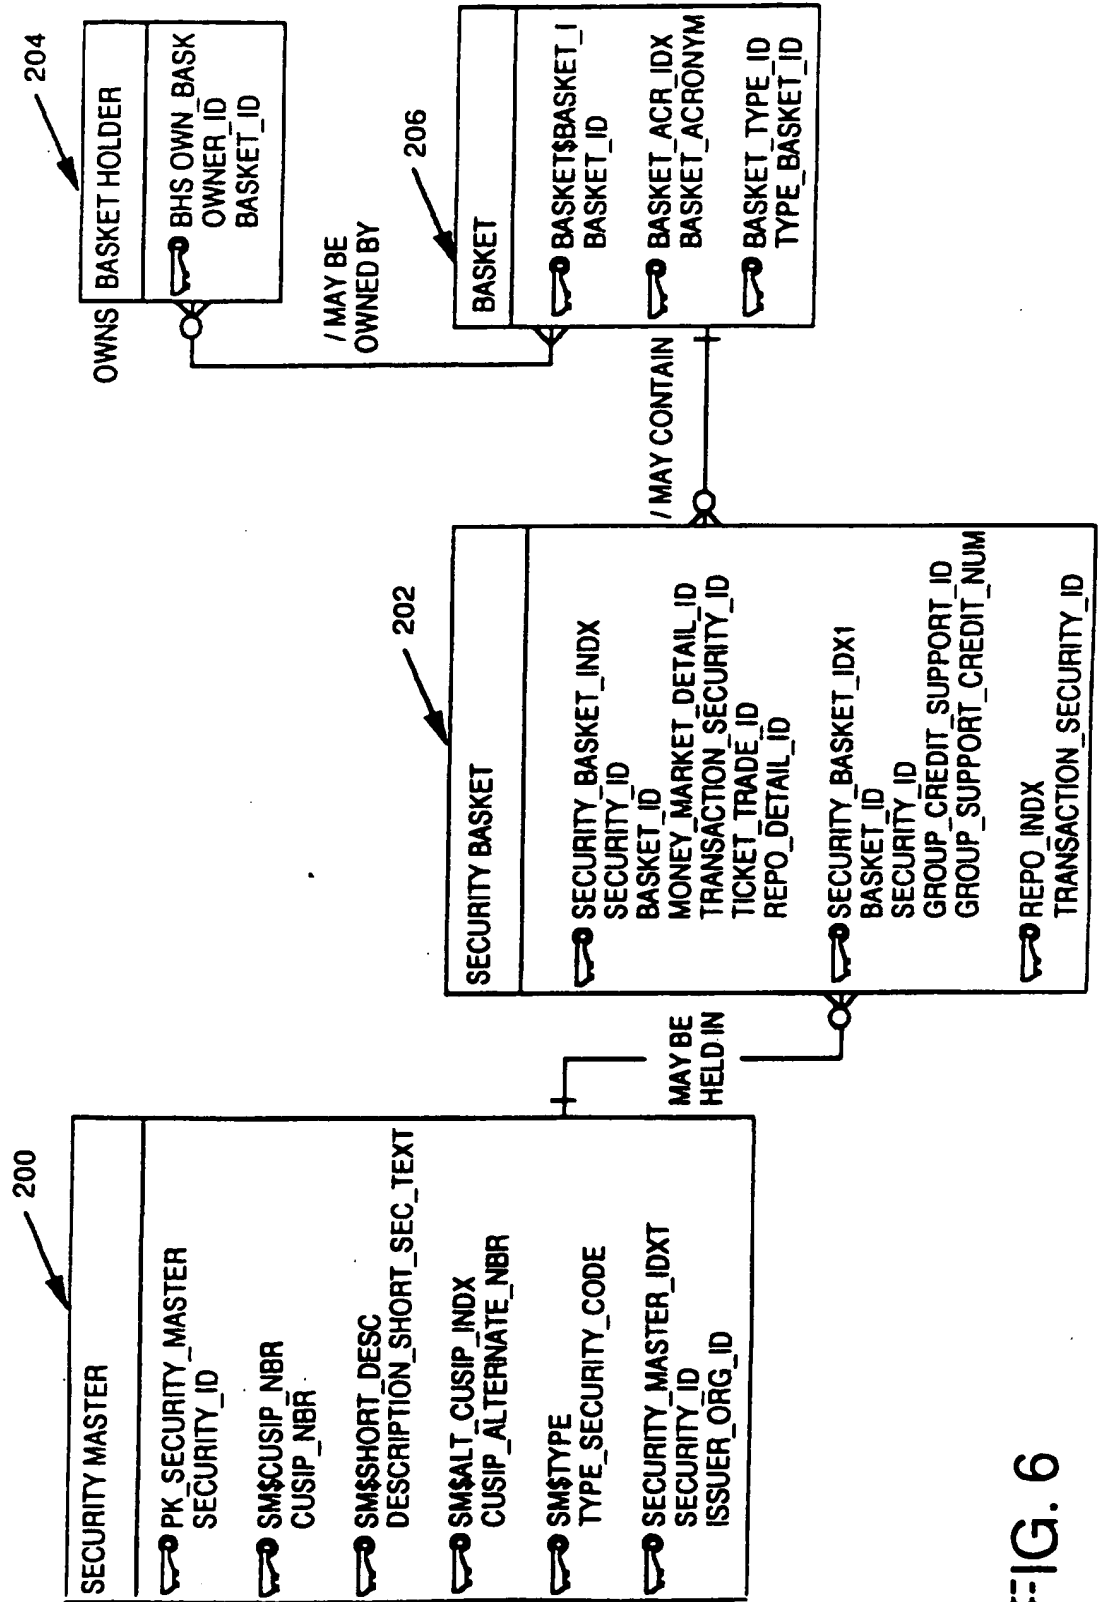 200
SECURITY MASTER
PK_SECURITY_MASTER
SECURITY_ID
SM$CUSIP_NBR
CUSIP_NBR
SM$SHORT_DESC
DESCRIPTION_SHORT_SEC_TEXT
SM$ALT_CUSIP_INDX
CUSIP_ALTERNATE_NBR
SM$TYPE
TYPE_SECURITY_CODE
SECURITY_MASTER_IDXT
SECURITY_ID
ISSUER_ORG_ID
MAY BE
HELD IN
202
SECURITY BASKET
SECURITY_BASKET_INDX
SECURITY_ID
BASKET_ID
MONEY_MARKET_DETAIL_ID
TRANSACTION_SECURITY_ID
TICKET_TRADE_ID
REPO_DETAIL_ID
SECURITY_BASKET_IDX1
BASKET_ID
SECURITY_ID
GROUP_CREDIT_SUPPORT_ID
GROUP_SUPPORT_CREDIT_NUM
REPO_INDX
TRANSACTION_SECURITY_ID
/ MAY CONTAIN
204
OWNS
BASKET HOLDER
BHS OWN_BASK
OWNER_ID
BASKET_ID
/ MAY BE
OWNED BY
206
BASKET
BASKET$BASKET_I
BASKET_ID
BASKET_ACR_IDX
BASKET_ACRONYM
BASKET_TYPE_ID
TYPE_BASKET_ID
FIG. 6